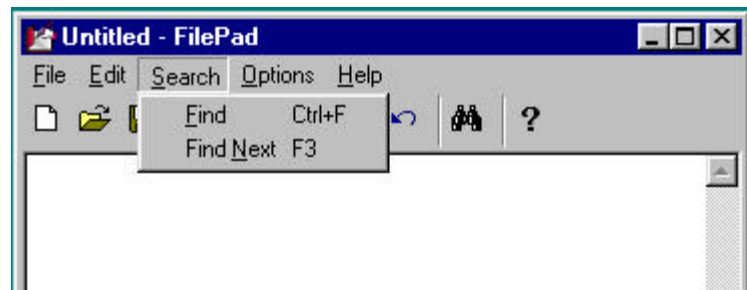 Untitled - FilePad
File Edit Search Options Help
Find Ctrl+F
?
Find Next F3